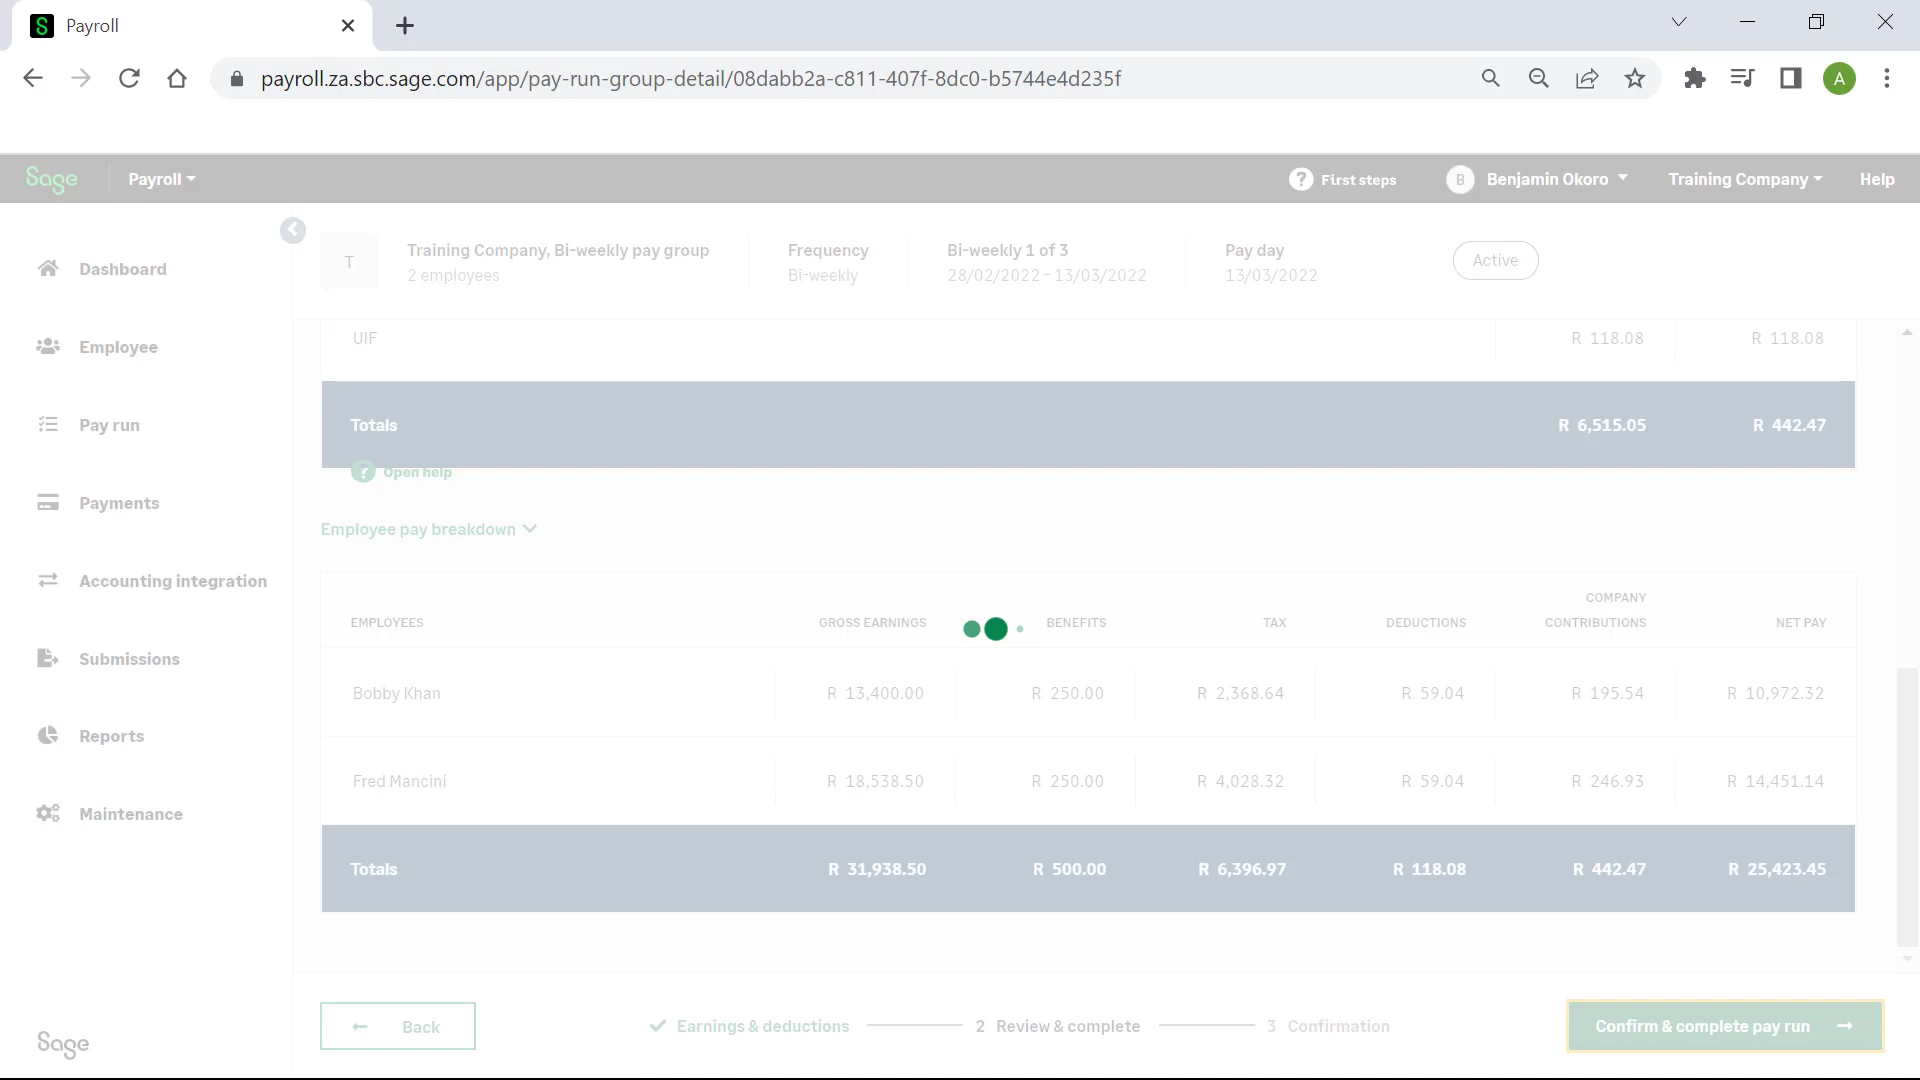 Payroll
payroll.za.sbc.sage.com/app/pay-run-group-detail/08dabb2a-c811-407f-8dc0-b5744e4d235f
A
Sage
Payroll
? First steps
B Benjamin Okoro
Training Company
Help
Dashboard
Employee
Pay run
Payments
Accounting integration
Submissions
Reports
Maintenance
Sage
T
Training Company, Bi-weekly pay group
2 employees
Frequency
Bi-weekly
Bi-weekly 1 of 3
28/02/2022 - 13/03/2022
Pay day
13/03/2022
Active
UIF R 118.08 R 118.08
Totals R 6,515.05 R 442.47
? Open help
Employee pay breakdown
EMPLOYEES GROSS EARNINGS BENEFITS TAX DEDUCTIONS COMPANY CONTRIBUTIONS NET PAY
Bobby Khan R 13,400.00 R 250.00 R 2,368.64 R 59.04 R 195.54 R 10,972.32
Fred Mancini R 18,538.50 R 250.00 R 4,028.32 R 59.04 R 246.93 R 14,451.14
Totals R 31,938.50 R 500.00 R 6,396.97 R 118.08 R 442.47 R 25,423.45
Back
Earnings & deductions
2 Review & complete
3 Confirmation
Confirm & complete pay run